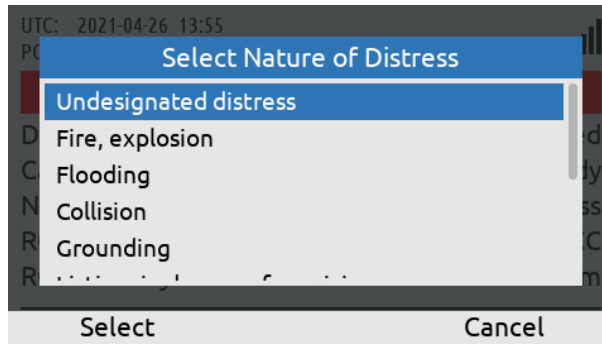 UTC: 2021-04-26 13:55
Select Nature of Distress
Undesignated distress
Fire, explosion
Flooding
Collision
Grounding
Select
Cancel